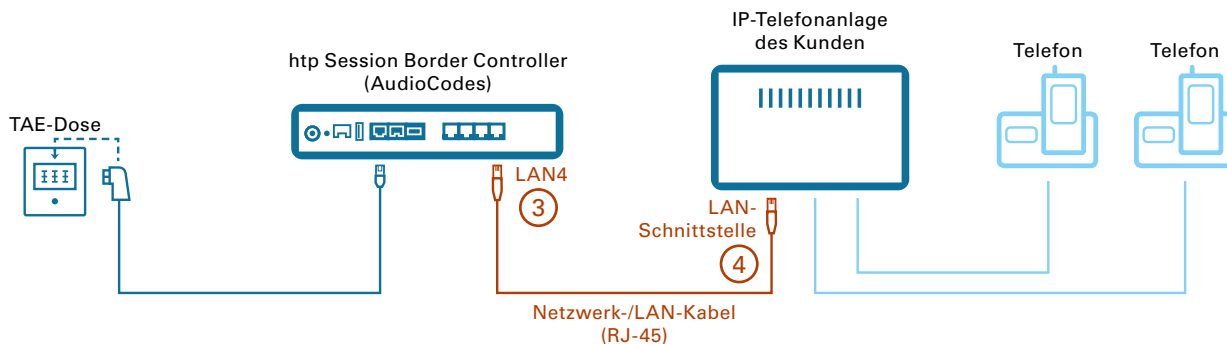 IP-Telefonanlage
des Kunden
htp Session Border Controller
(AudioCodes)
Telefon
Telefon
TAE-Dose
LAN4
3
LAN-
Schnittstelle
4
Netzwerk-/LAN-Kabel
(RJ-45)